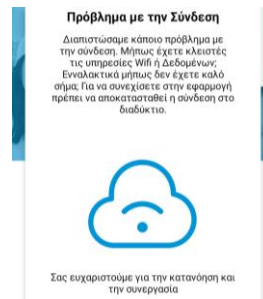 Πρόβλημα με την Σύνδεση
Διαπιστώσαμε κάποιο πρόβλημα με
την σύνδεση. Μήπως έχετε κλειστές
τις υπηρεσίες Wifi ή Δεδομένων;
Ενναλακτικά μήπως δεν έχετε καλό
σήμα; Για να συνεχίσετε στην εφαρμογή
πρέπει να αποκατασταθεί η σύνδεση στο
διαδύκτιο.
Σας ευχαριστούμε για την κατανόηση και
την συνεργασία